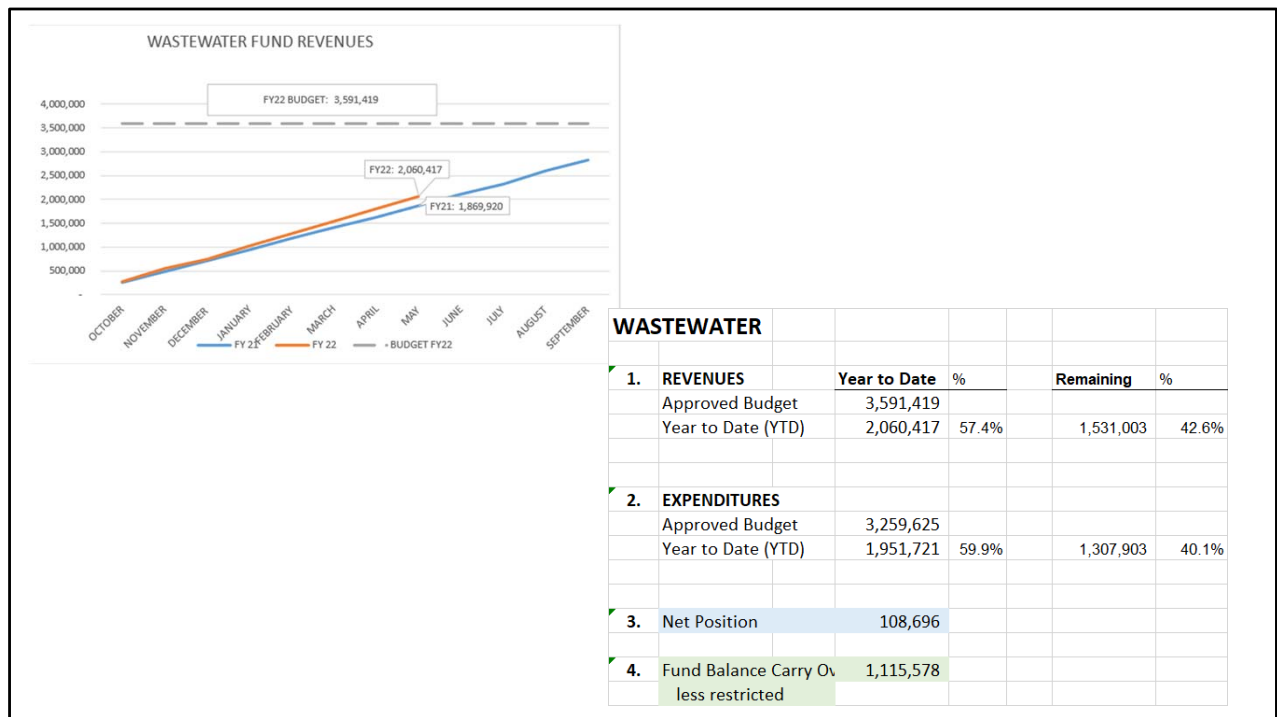 WASTEWATER FUND REVENUES
FY22 BUDGET: 3,591,419
4,000,000
3,500,000
3,000,000
2,500,000
2,000,000
1,500,000
1,000,000
500,000
-
FY22: 2,060,417
FY21: 1,869,920
OCTOBER
NOVEMBER
DECEMBER
JANUARY
FEBRUARY
MARCH
APRIL
MAY
JUNE
JULY
AUGUST
SEPTEMBER
FY 21 FY 22 - BUDGET FY22
WASTEWATER
1. REVENUES Year to Date % Remaining %
Approved Budget 3,591,419
Year to Date (YTD) 2,060,417 57.4% 1,531,003 42.6%
2. EXPENDITURES
Approved Budget 3,259,625
Year to Date (YTD) 1,951,721 59.9% 1,307,903 40.1%
3. Net Position 108,696
4. Fund Balance Carry Ov 1,115,578
less restricted